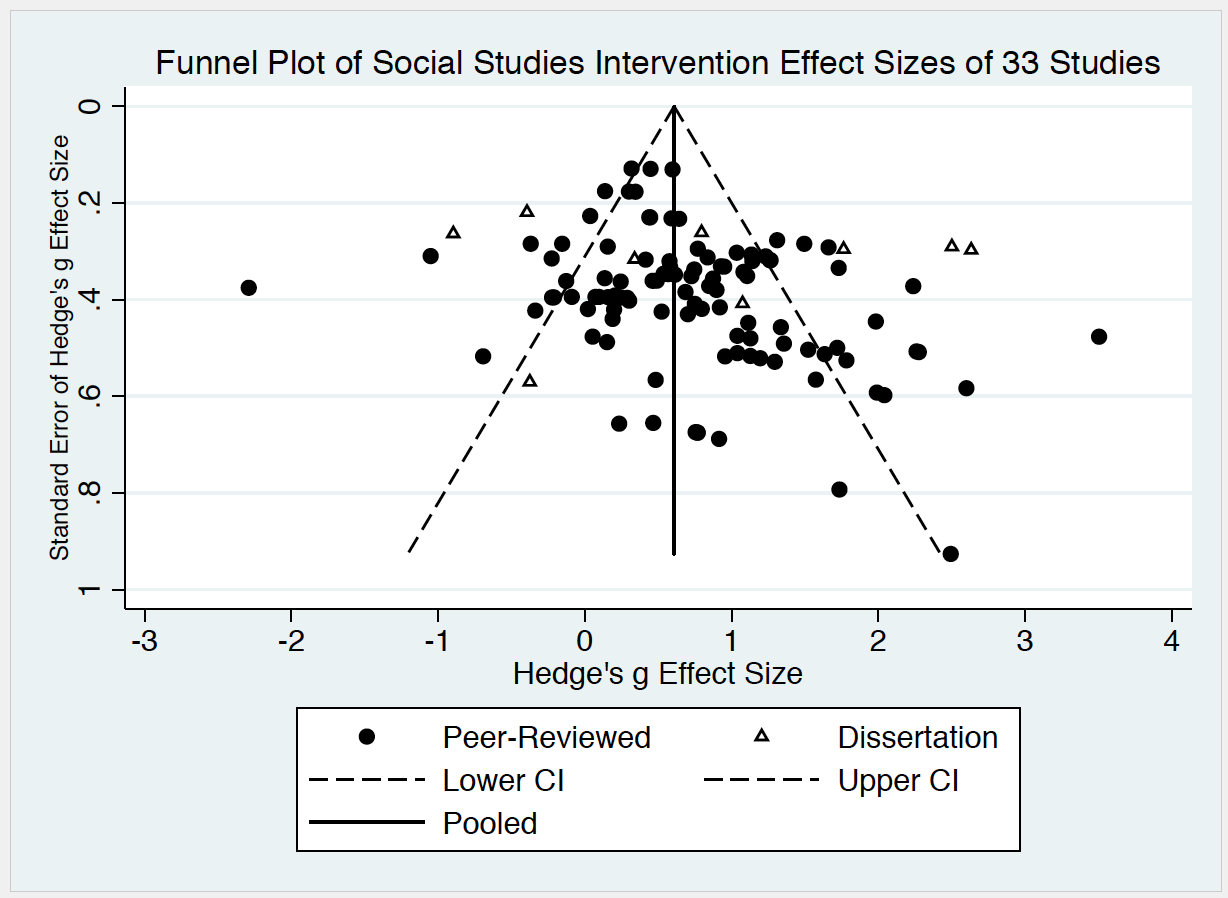 Funnel Plot of Social Studies Intervention Effect Sizes of 33 Studies
Standard Error of Hedge's g Effect Size
0
.2
.4
.6
.8
1
-3 -2 -1 0 1 2 3 4
Hedge's g Effect Size
Peer-Reviewed Dissertation
Lower CI Upper CI
Pooled